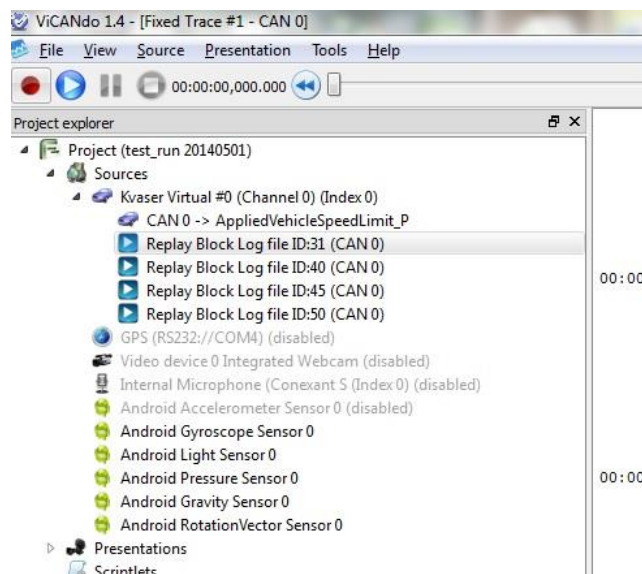 ViCANdo 1.4 - [Fixed Trace #1 - CAN 0]
File View Source Presentation Tools Help
00:00:00,000.000
Project explorer
Project (test_run 20140501)
Sources
Kvaser Virtual #0 (Channel 0) (Index 0)
CAN 0 -> AppliedVehicleSpeedLimit_P
Replay Block Log file ID:31 (CAN 0)
Replay Block Log file ID:40 (CAN 0)
00:00
Replay Block Log file ID:45 (CAN 0)
Replay Block Log file ID:50 (CAN 0)
GPS (RS232://COM4) (disabled)
Video device 0 Integrated Webcam (disabled)
Internal Microphone (Conexant S (Index 0) (disabled)
Android Accelerometer Sensor 0 (disabled)
Android Gyroscope Sensor 0
Android Light Sensor 0
Android Pressure Sensor 0
00:00
Android Gravity Sensor 0
Android RotationVector Sensor 0
Presentations
Scriptlets